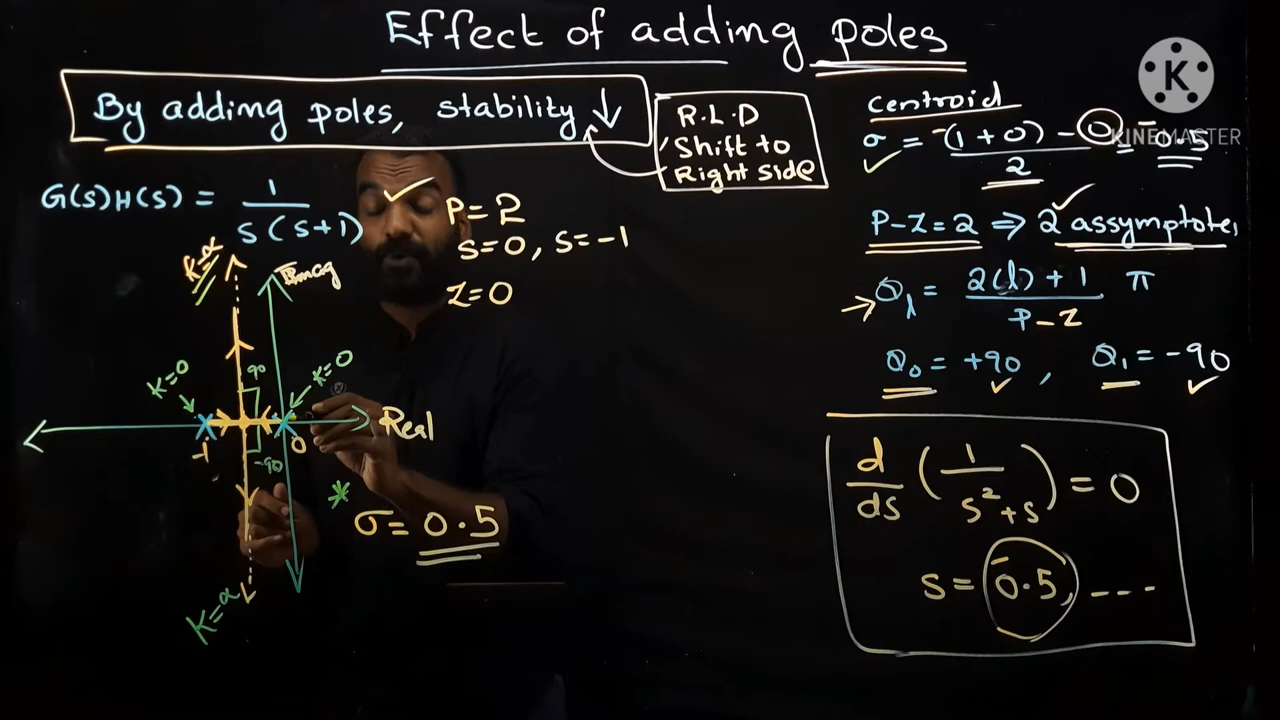 Effect of adding poles
By adding poles, stability ↓
R.L.D
Shift to
Right side
G(s)H(s) = 1 / s(s+1)
P=2
s=0, s=-1
Z=0
K=α
Imag
K=0
K=0
90
-1
0
Real
-90
K=α
* σ= 0.5
Centroid
σ = -(1+0) - 0 / 2 = -0.5
P-Z=2 ⇒ 2 assymptote,
→ θl = 2(l)+1 / P-Z π
θ0 = +90, θ1 = -90
d/ds (1 / s²+s) = 0
s = -0.5, ----
K
KINEMASTER